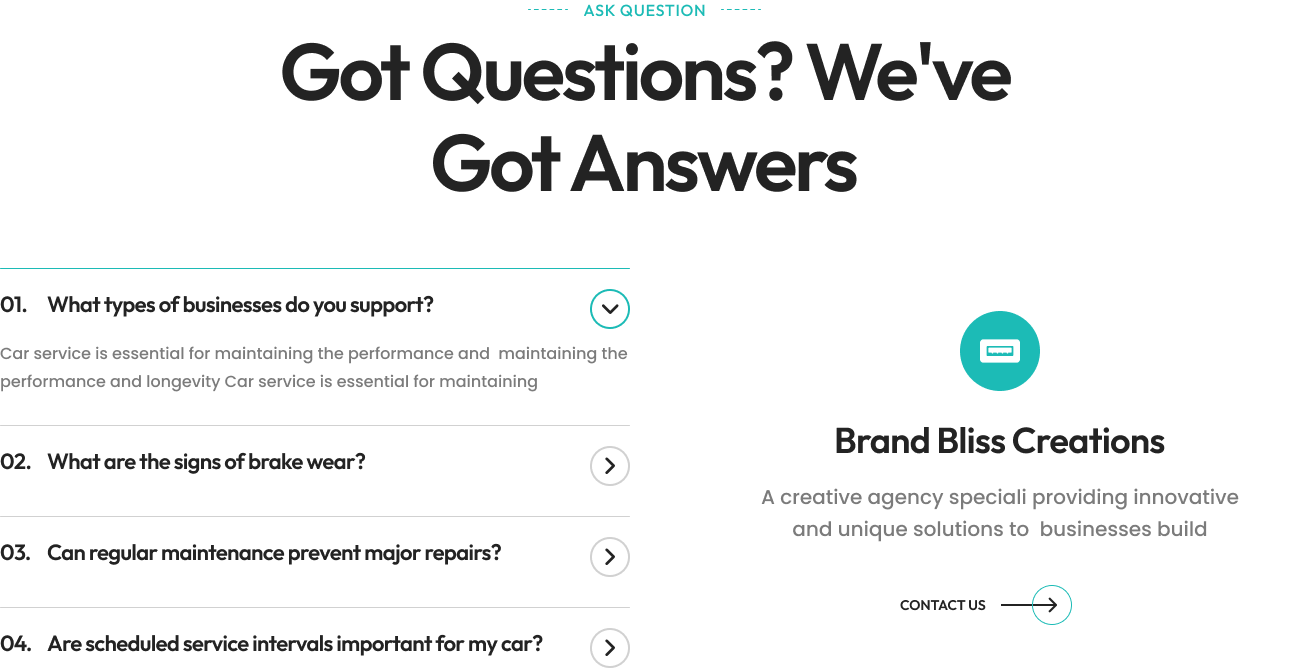 ASK QUESTION
Got Questions? We've
Got Answers
01. What types of businesses do you support?
Car service is essential for maintaining the performance and  maintaining the
performance and longevity Car service is essential for maintaining
02. What are the signs of brake wear?
03. Can regular maintenance prevent major repairs?
04. Are scheduled service intervals important for my car?
Brand Bliss Creations
A creative agency speciali providing innovative
and unique solutions to  businesses build
CONTACT US